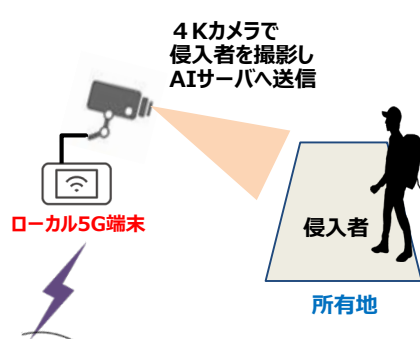 ４Kカメラで
侵入者を撮影し
AIサーバへ送信
ローカル5G端末
侵入者
所有地